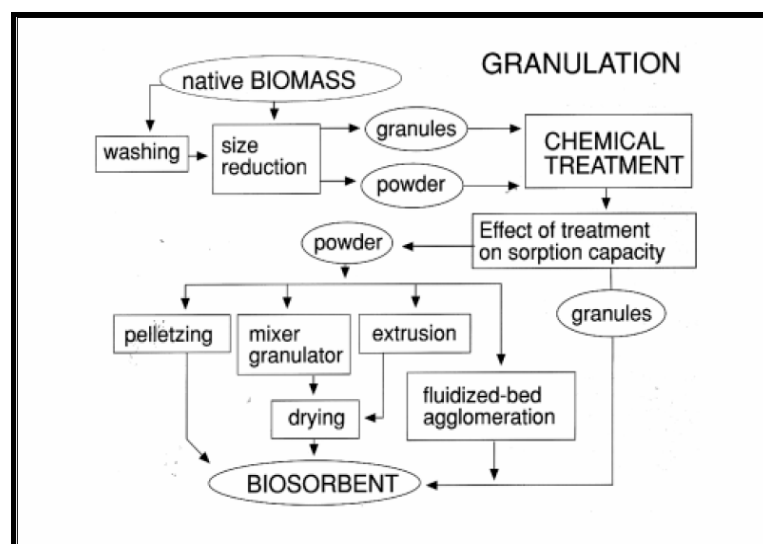 GRANULATION
native BIOMASS
washing
size
reduction
granules
powder
CHEMICAL
TREATMENT
Effect of treatment
on sorption capacity
powder
granules
pelletzing
mixer
granulator
extrusion
fluidized-bed
agglomeration
drying
BIOSORBENT